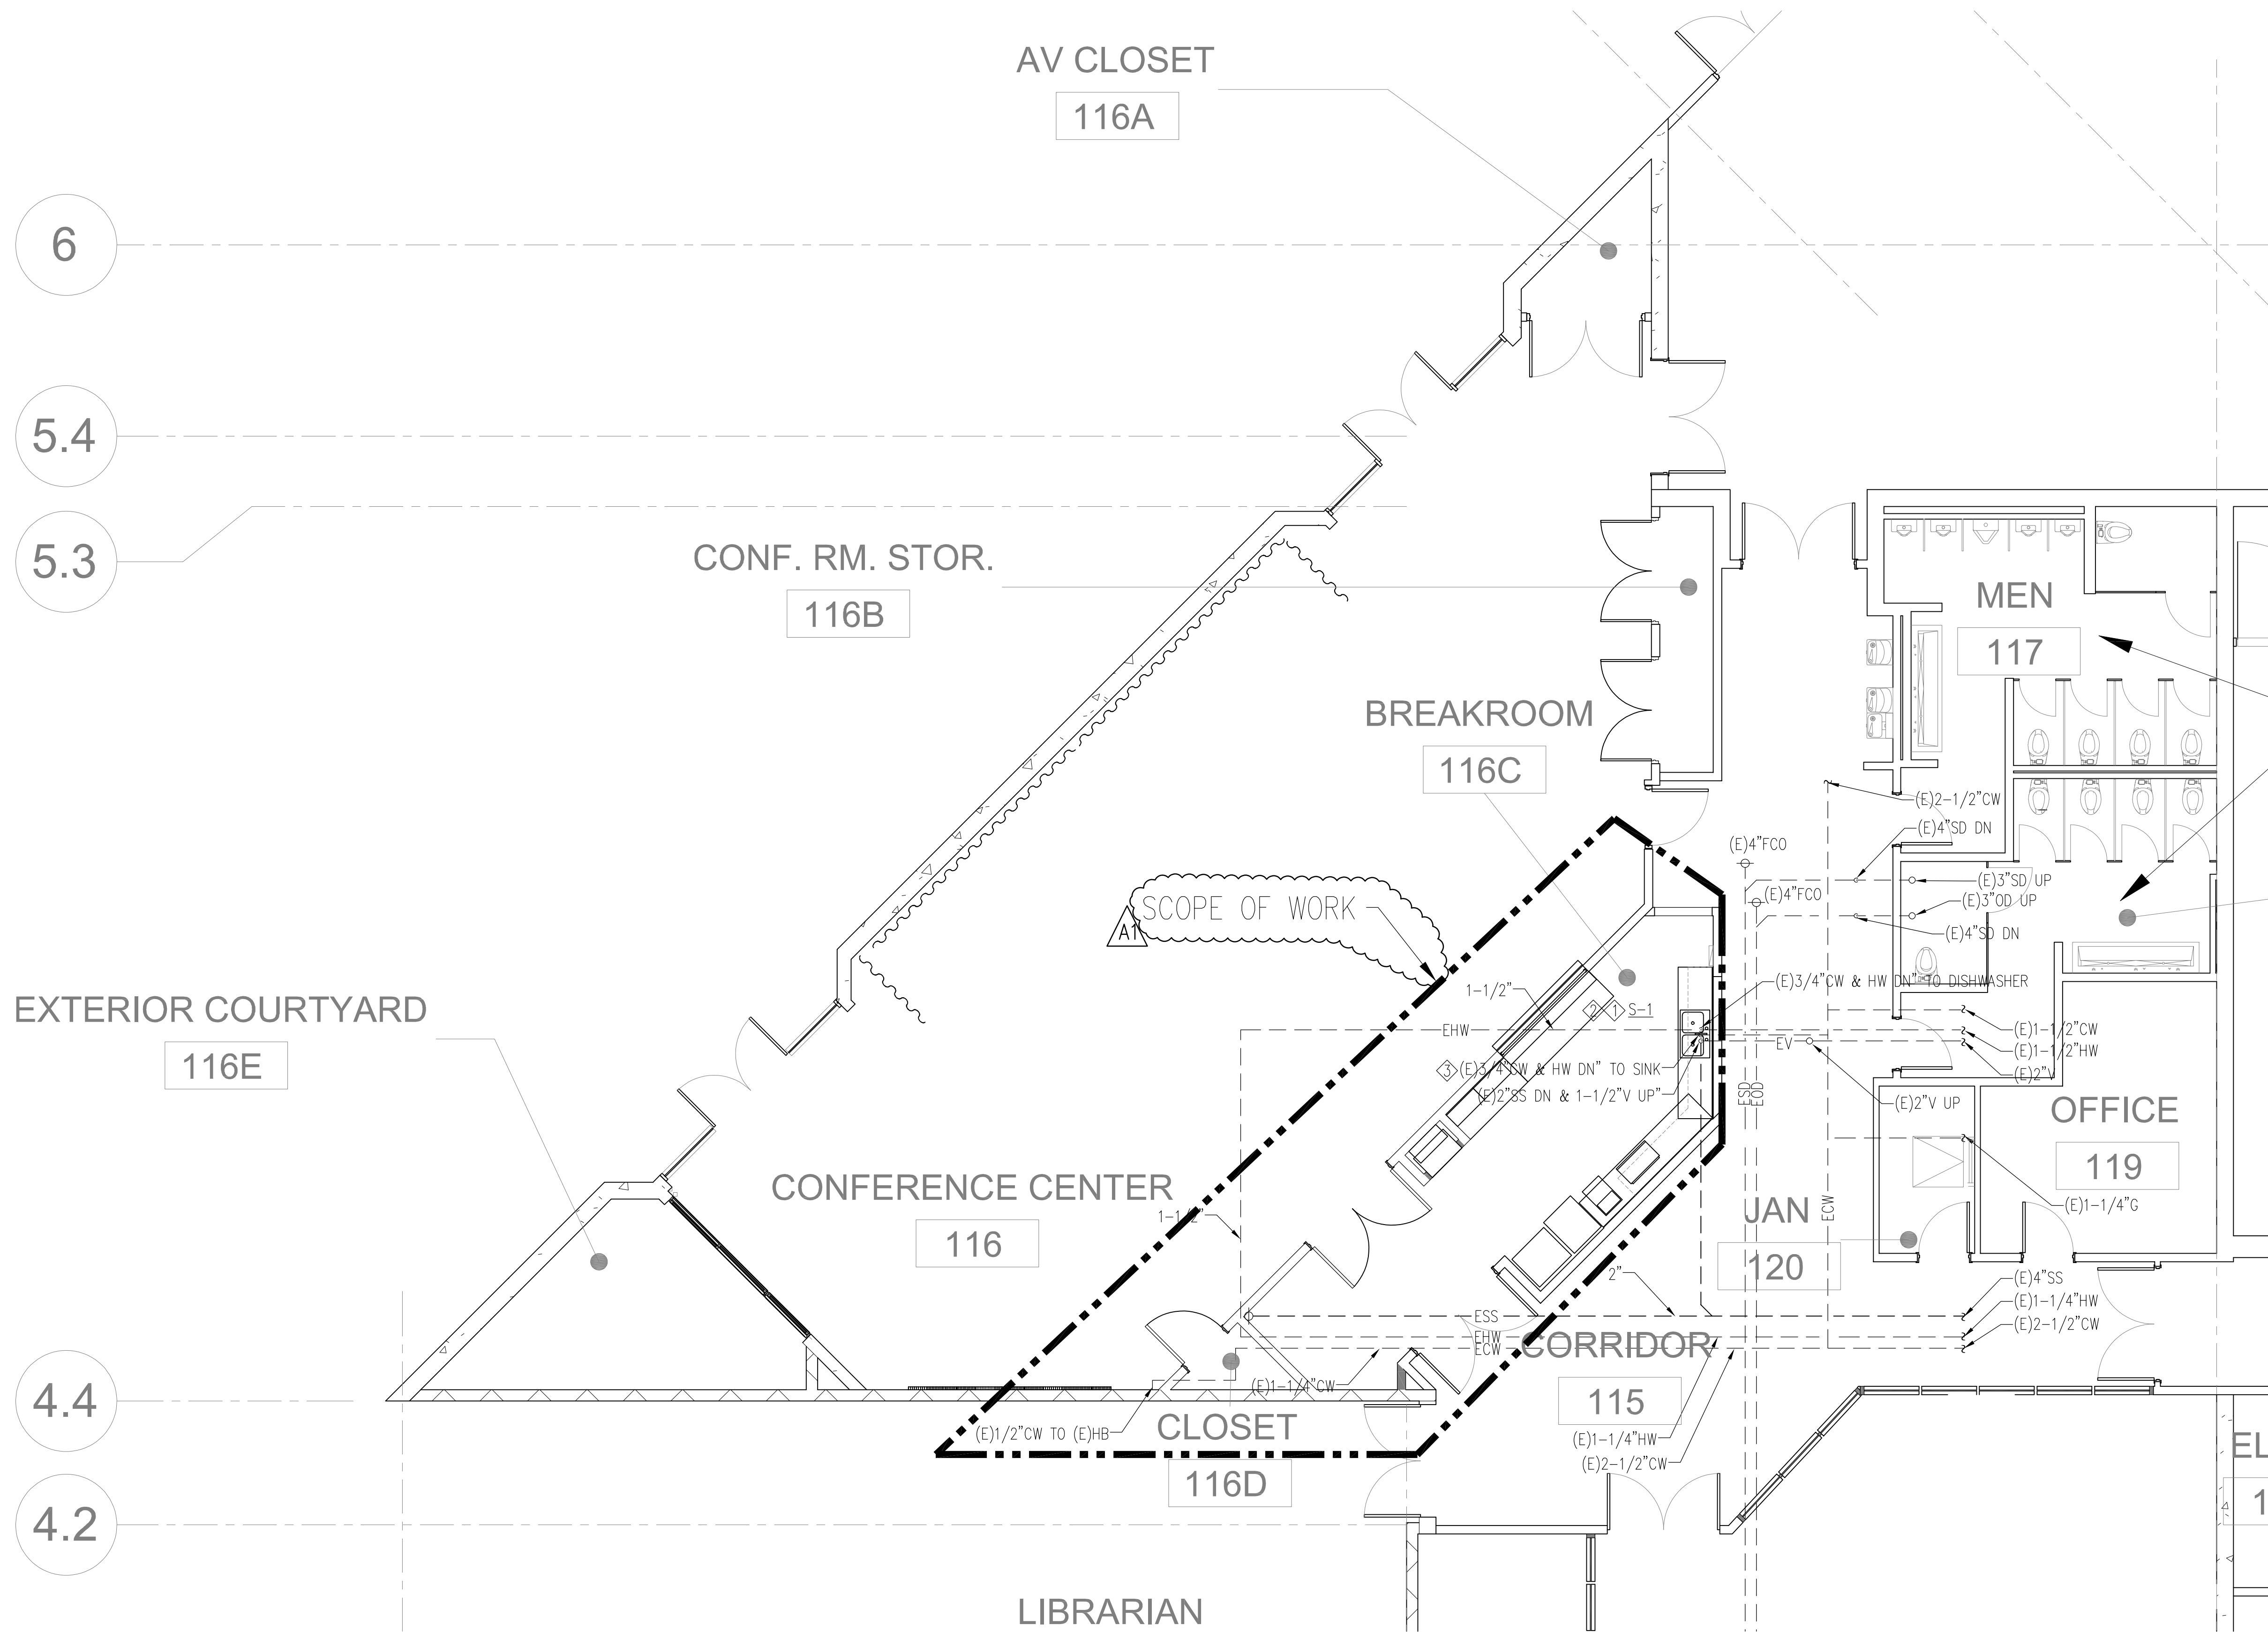 AV CLOSET
116A
6
5.4
5.3
CONF. RM. STOR.
116B
MEN
117
BREAKROOM
116C
(E)2-1/2"CW
(E)4"SD DN
(E)4"FCO
(E)3"SD UP
(E)4"FCO
(E)3"OD UP
(E)4"SD DN
SCOPE OF WORK
A1
(E)3/4"CW & HW DN" TO DISHWASHER
1-1/2"
2
1
S-1
EXTERIOR COURTYARD
116E
EHW
EV
(E)1-1/2"CW
(E)1-1/2"HW
(E)2"V
3
(E)3/4"CW & HW DN" TO SINK
(E)2"SS DN & 1-1/2"V UP"
ESD
EOD
(E)2"V UP
OFFICE
119
CONFERENCE CENTER
116
1-1/2"
JAN
120
ECW
(E)1-1/4"G
2"
(E)4"SS
(E)1-1/4"HW
(E)2-1/2"CW
ESS
EHW
ECW
CORRIDOR
115
(E)1-1/4"CW
4.4
(E)1/2"CW TO (E)HB
CLOSET
116D
(E)1-1/4"HW
(E)2-1/2"CW
EL
1
4.2
LIBRARIAN